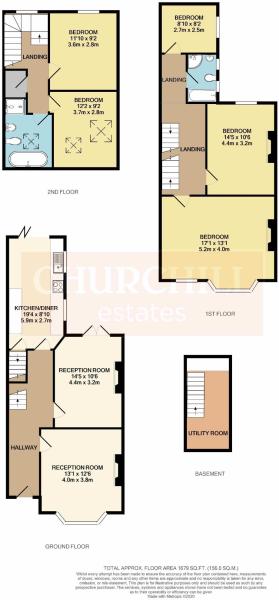 BEDROOM
11'10 x 9'2
3.6m x 2.8m
LANDING
BEDROOM
12'2 x 9'2
3.7m x 2.8m
2ND FLOOR
BEDROOM
8'10 x 8'2
2.7m x 2.5m
LANDING
BEDROOM
14'5 x 10'6
4.4m x 3.2m
LANDING
BEDROOM
17'1 x 13'1
5.2m x 4.0m
1ST FLOOR
CHURCHILL
estates
KITCHEN/DINER
19'4 x 8'10
5.9m x 2.7m
RECEPTION ROOM
14'5 x 10'6
4.4m x 3.2m
HALLWAY
RECEPTION ROOM
13'1 x 12'6
4.0m x 3.8m
GROUND FLOOR
UTILITY ROOM
BASEMENT
TOTAL APPROX. FLOOR AREA 1679 SQ.FT. (156.0 SQ.M.)
Whilst every attempt has been made to ensure the accuracy of the floor plan contained here, measurements
of doors, windows, rooms and any other items are approximate and no responsibility is taken for any error,
omission, or mis-statement. This plan is for illustrative purposes only and should be used as such by any
prospective purchaser. The services, systems and appliances shown have not been tested and no guarantee
as to their operability or efficiency can be given
Made with Metropix ©2020